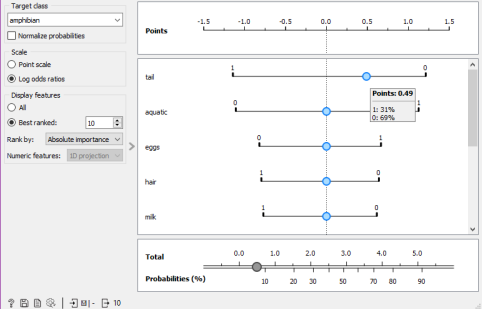 Target class
amphibian
Normalize probabilities
Scale
Point scale
Log odds ratios
Display features
All
Best ranked: 10
Rank by: Absolute importance
Numeric features: 1D projection
Points
-1.5 -1.0 -0.5 0.0 0.5 1.0 1.5
1 0
tail
Points: 0.49
1: 31%
0: 69%
0 1
aquatic
0 1
eggs
1 0
hair
1 0
milk
Total
0.0 1.0 2.0 3.0 4.0 5.0
Probabilities (%)
10 20 30 50 70 80 90
? | - 10